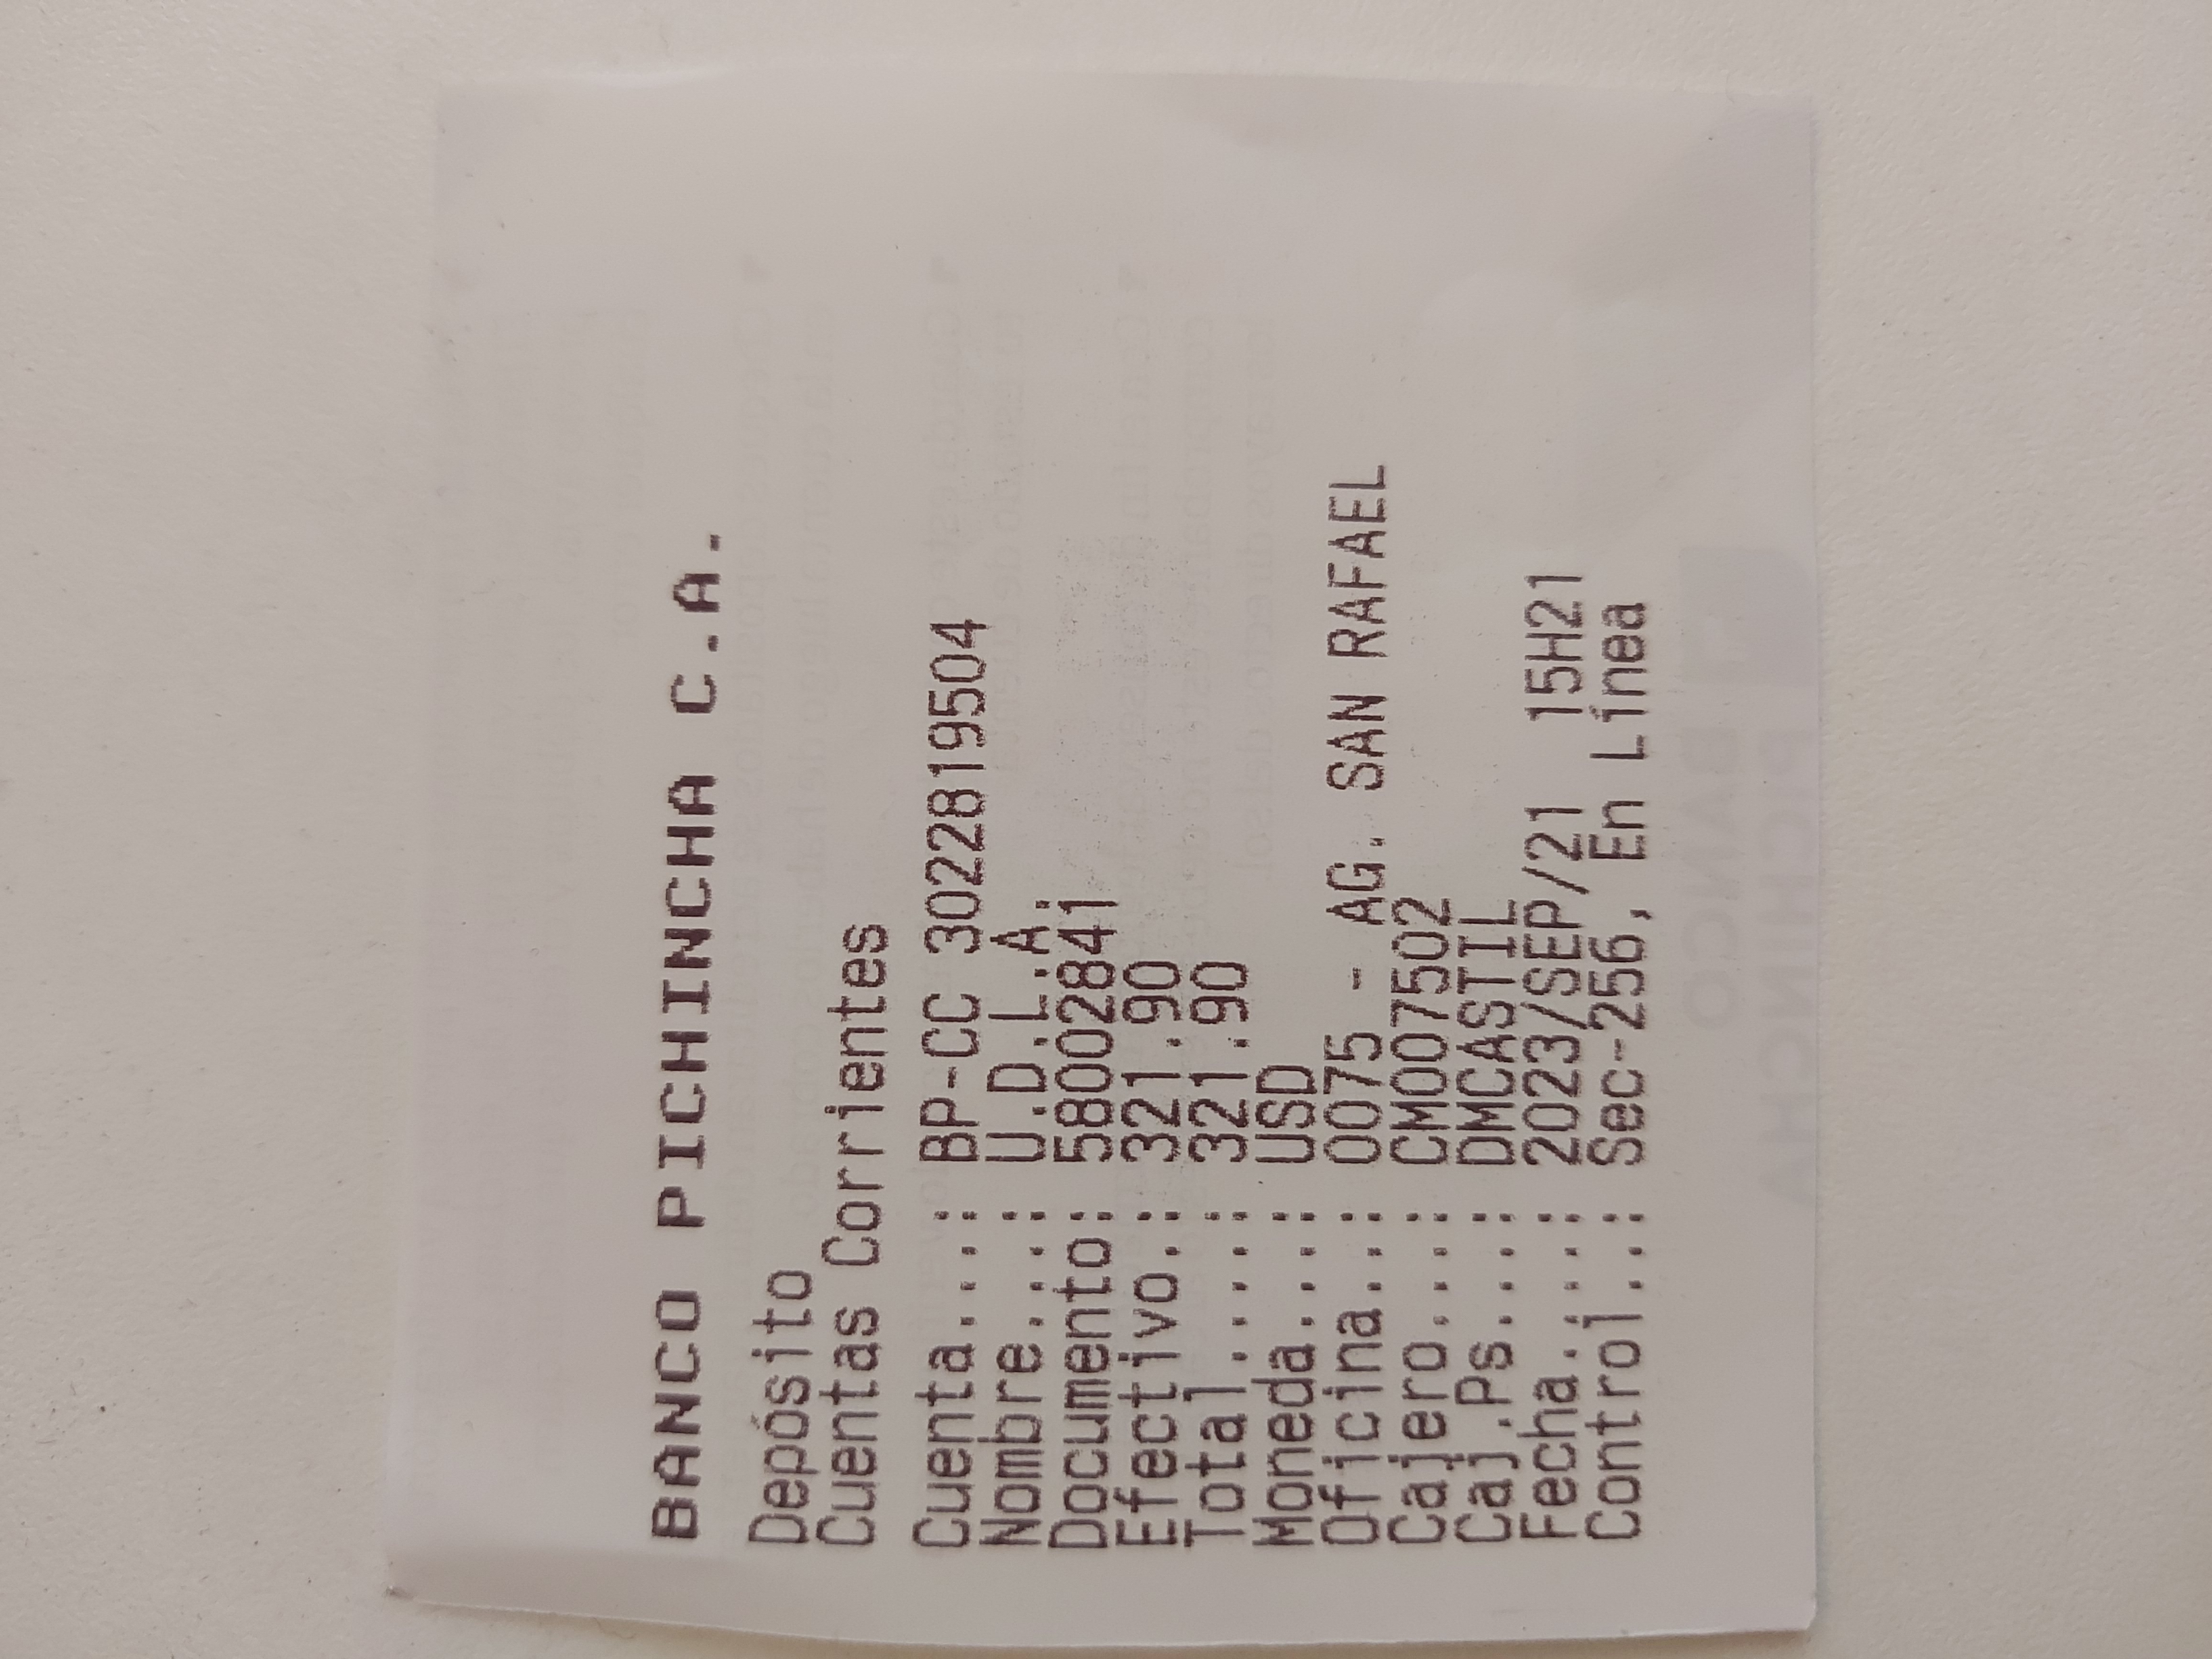 BANCO PICHINCHA C.A.
Depósito
Cuentas Corrientes
Cuenta....: BP-CC 3022819504
Nombre....: U.D.L.A.
Documento: 580028411
Efectivo.: 321.90
Total.....: 321.90
Moneda....: USD
Oficina...: 0075 - AG. SAN RAFAEL
Cajero....: CM007502
Caj.Ps....: DMCASTIL
Fecha.....: 2023/SEP/21 15H21
Control..: Sec-256, En Línea